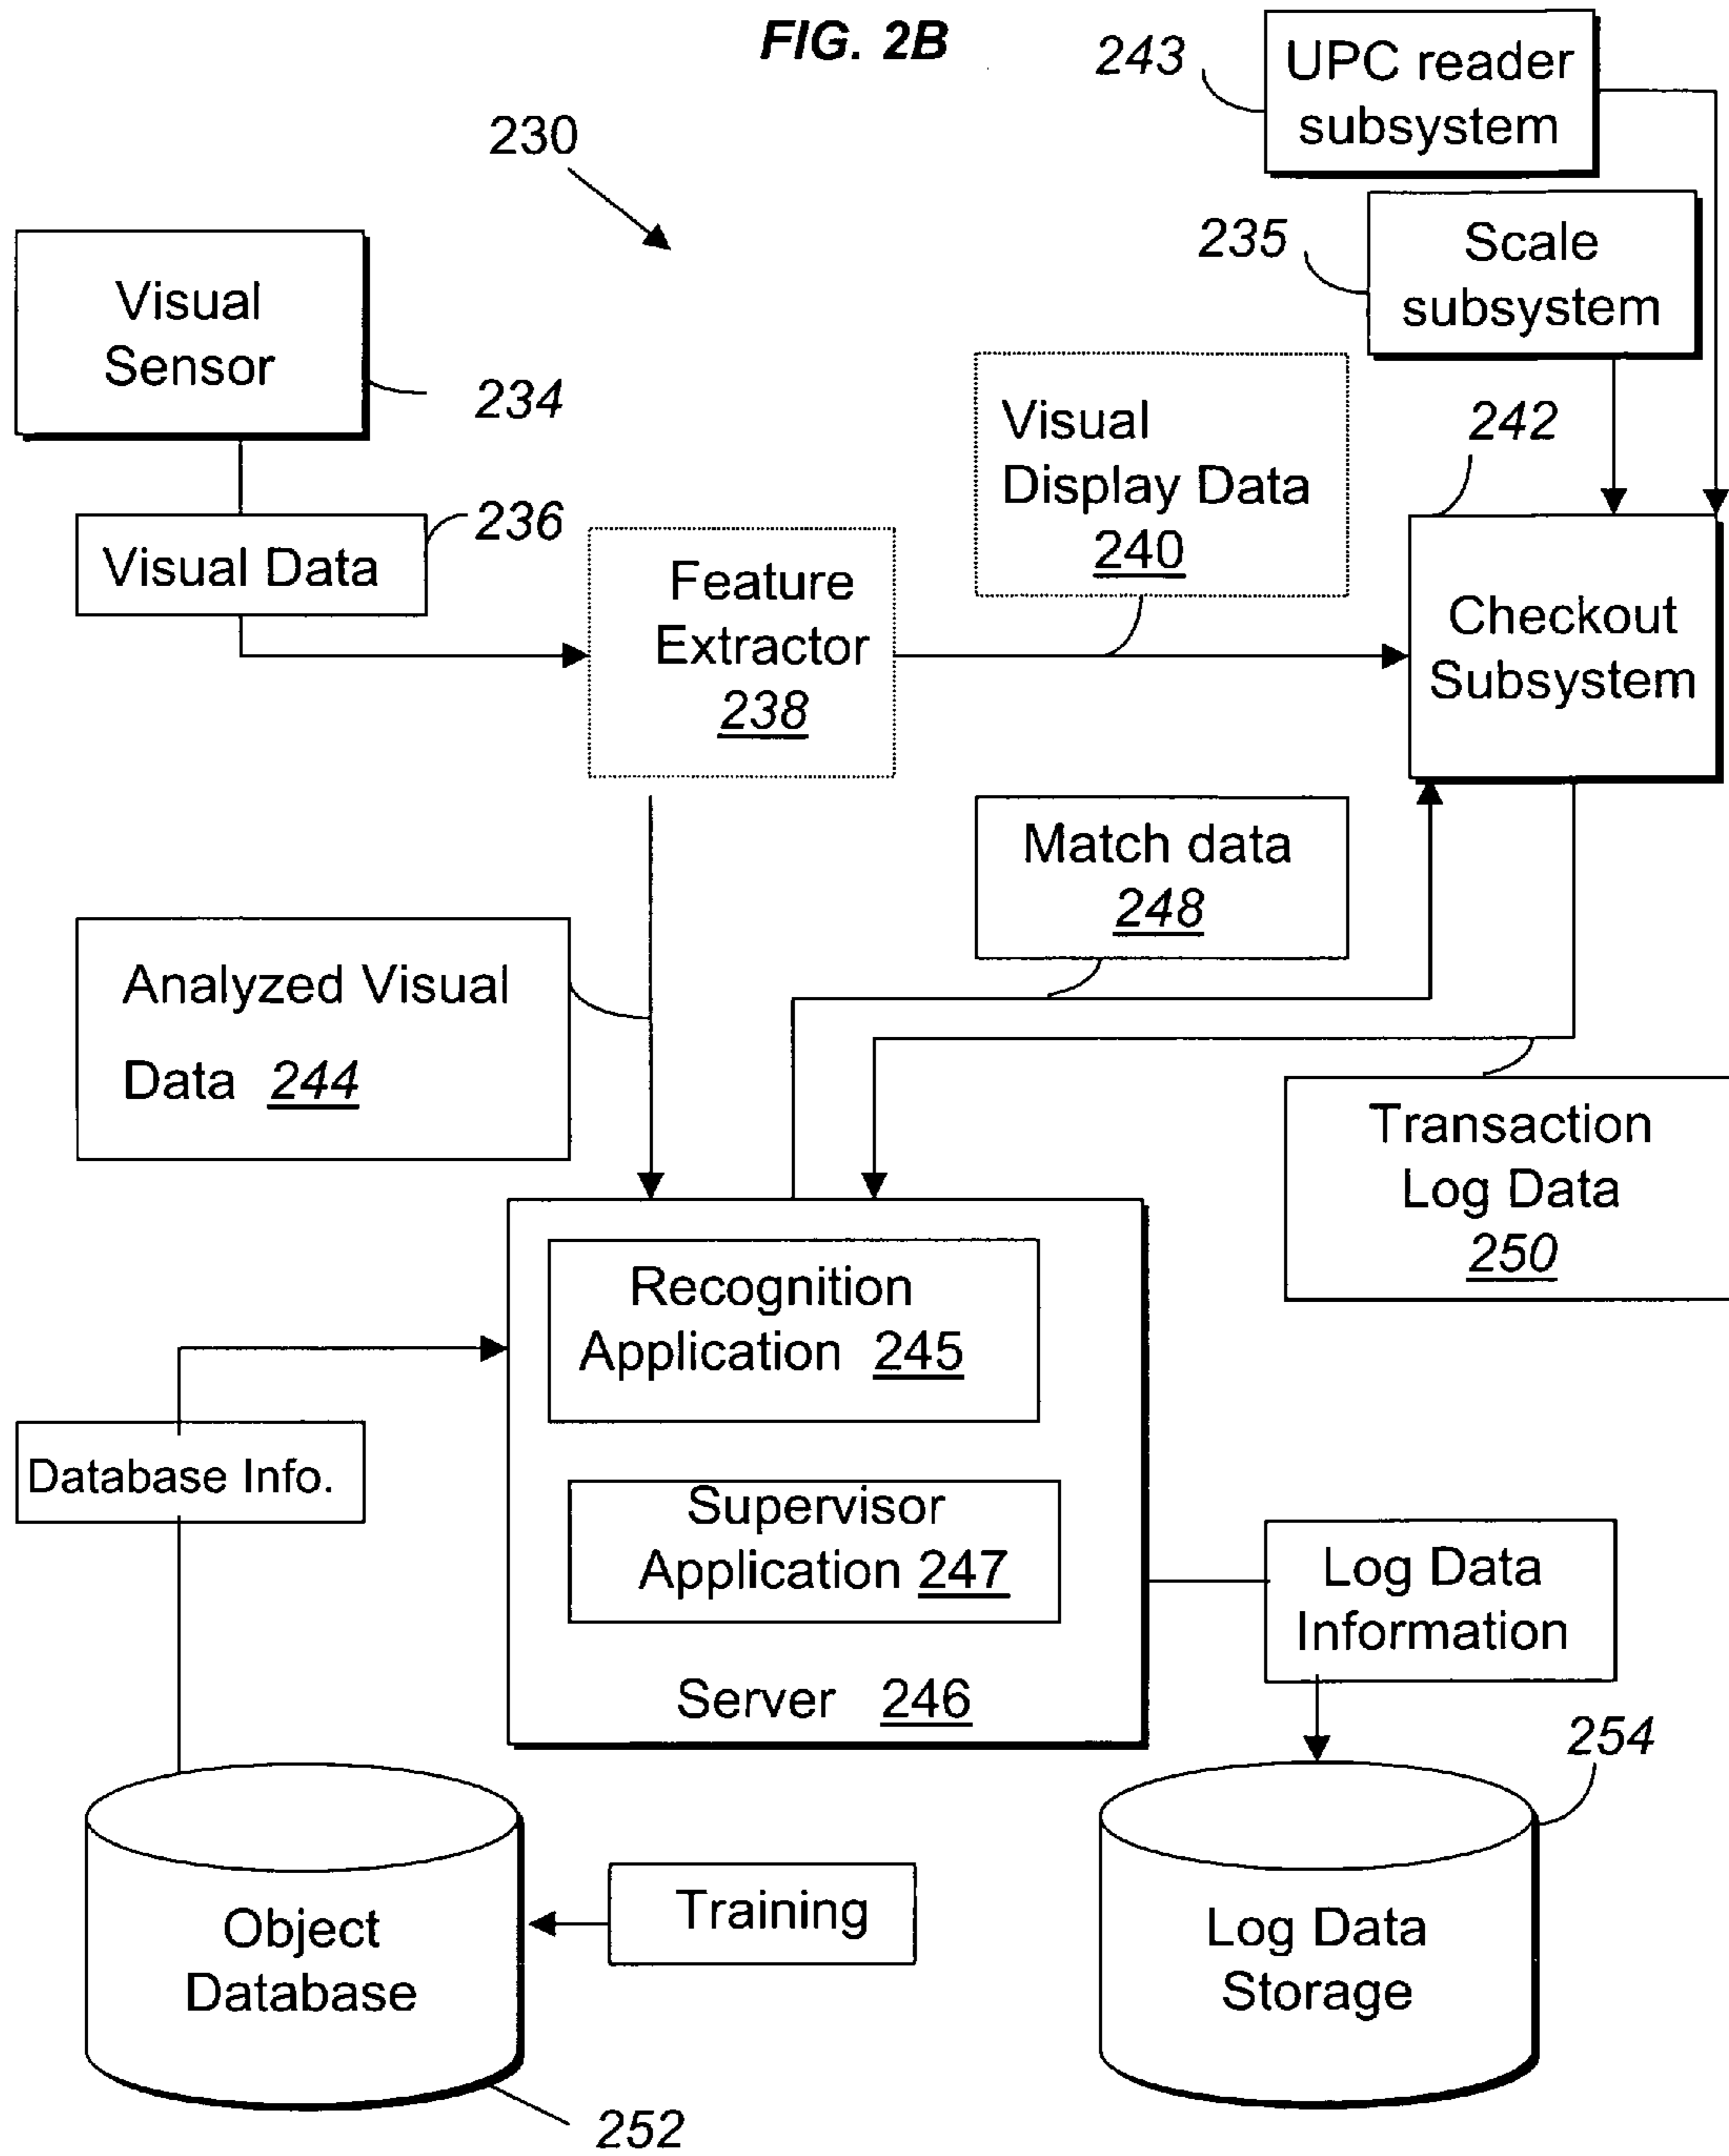 FIG. 2B
243
UPC reader
subsystem
230
235
Scale
subsystem
Visual
Sensor
234
Visual
Display Data
240
242
236
Visual Data
Feature
Extractor
238
Checkout
Subsystem
Match data
248
Analyzed Visual
Data 244
Transaction
Log Data
250
Recognition
Application 245
Database Info.
Supervisor
Application 247
Log Data
Information
Server 246
254
Object
Database
Training
Log Data
Storage
252